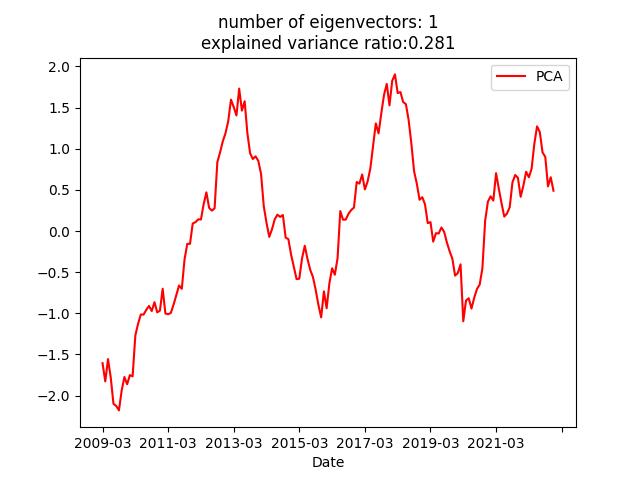 number of eigenvectors: 1
explained variance ratio:0.281
PCA
2.0
1.5
1.0
0.5
0.0
−0.5
−1.0
−1.5
−2.0
2009-03 2011-03 2013-03 2015-03 2017-03 2019-03 2021-03
Date